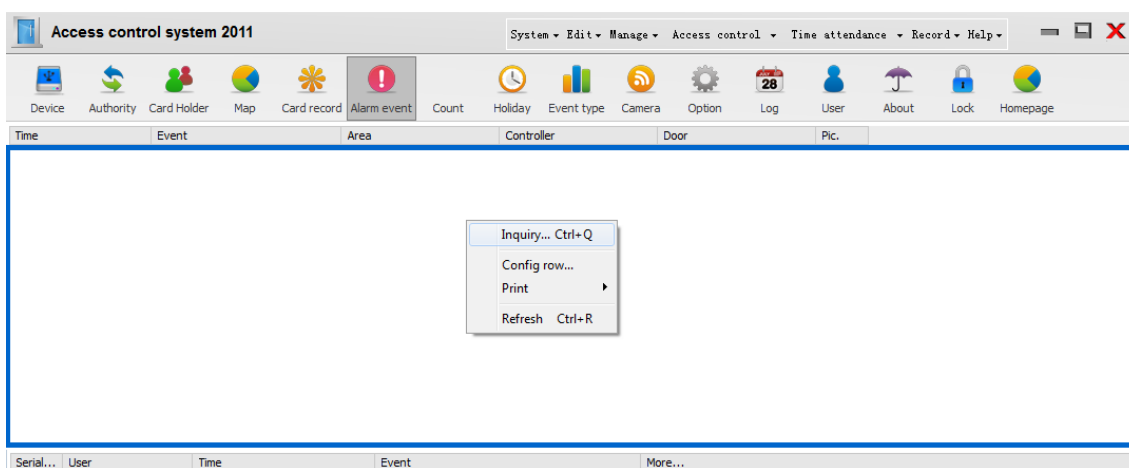 Access control system 2011
System Edit Manage Access control Time attendance Record Help
28
Device Authority Card Holder Map Card record Alarm event Count Holiday Event type Camera Option Log User About Lock Homepage
Time Event Area Controller Door Pic.
Inquiry... Ctrl+Q
Config row...
Print
Refresh Ctrl+R
Serial... User Time Event More...